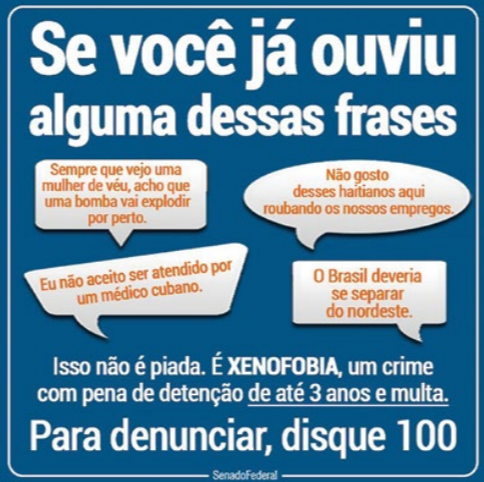 Se você já ouviu
alguma dessas frases
Sempre que vejo uma
mulher de véu, acho que
uma bomba vai explodir
por perto.
Não gosto
desses haitianos aqui
roubando os nossos empregos.
Eu não aceito ser atendido por
um médico cubano.
O Brasil deveria
se separar
do nordeste.
Isso não é piada. É XENOFOBIA, um crime
com pena de detenção de até 3 anos e multa.
Para denunciar, disque 100
SenadoFederal